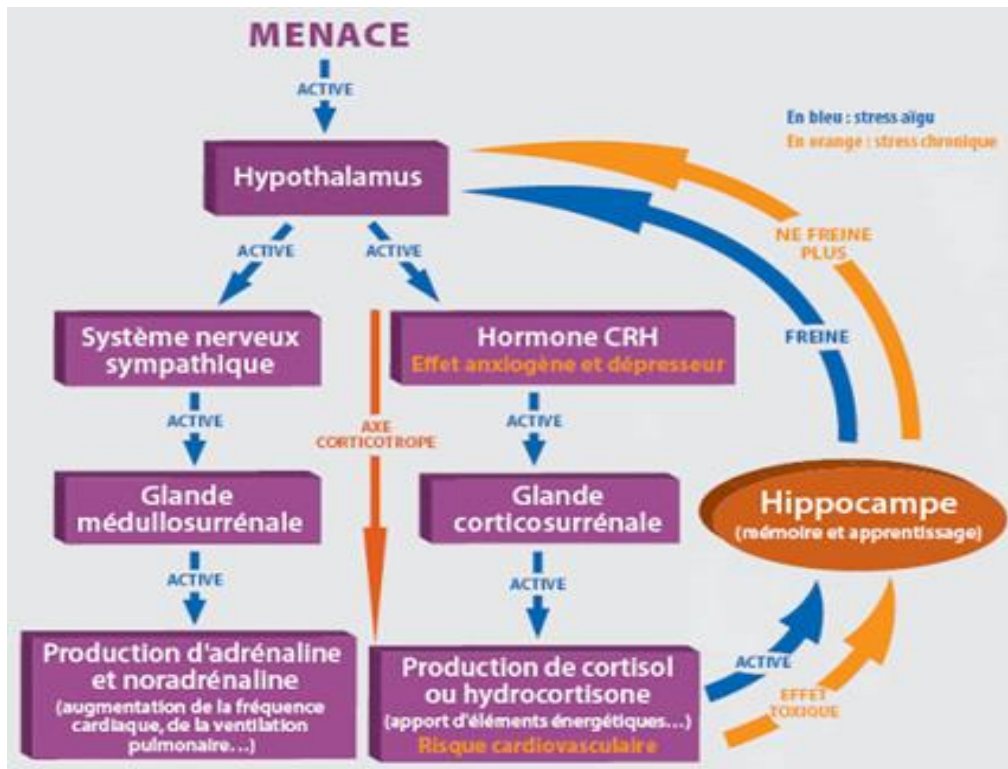 MENACE
ACTIVE
En bleu : stress aïgu
En orange : stress chronique
Hypothalamus
NE FREINE
PLUS
ACTIVE
ACTIVE
Système nerveux
sympathique
Hormone CRH
Effet anxiogène et dépresseur
FREINE
ACTIVE
AXE
CORTICOTROPE
ACTIVE
Glande
médullosurrénale
Glande
corticosurrénale
Hippocampe
(mémoire et apprentissage)
ACTIVE
ACTIVE
Production d'adrénaline
et noradrénaline
(augmentation de la fréquence
cardiaque, de la ventilation
pulmonaire…)
Production de cortisol
ou hydrocortisone
(apport d'éléments énergétiques…)
Risque cardiovasculaire
ACTIVE
EFFET
TOXIQUE